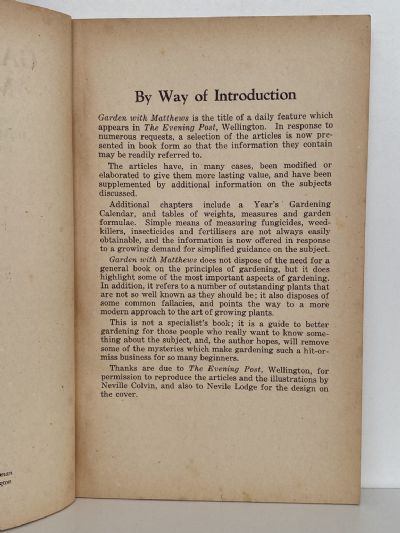 By Way of Introduction
Garden with Matthews is the title of a daily feature which
appears in The Evening Post, Wellington. In response to
numerous requests, a selection of the articles is now pre-
sented in book form so that the information they contain
may be readily referred to.
The articles have, in many cases, been modified or
elaborated to give them more lasting value, and have been
supplemented by additional information on the subjects
discussed.
Additional chapters include a Year's Gardening
Calendar, and tables of weights, measures and garden
formulae. Simple means of measuring fungicides, weed-
killers, insecticides and fertilisers are not always easily
obtainable, and the information is now offered in response
to a growing demand for simplified guidance on the subject.
Garden with Matthews does not dispose of the need for a
general book on the principles of gardening, but it does
highlight some of the most important aspects of gardening.
In addition, it refers to a number of outstanding plants that
are not so well known as they should be; it also disposes of
some common fallacies, and points the way to a more
modern approach to the art of growing plants.
This is not a specialist's book; it is a guide to better
gardening for those people who really want to know some-
thing about the subject, and, the author hopes, will remove
some of the mysteries which make gardening such a hit-or-
miss business for so many beginners.
Thanks are due to The Evening Post, Wellington, for
permission to reproduce the articles and the illustrations by
Neville Colvin, and also to Nevile Lodge for the design on
the cover.